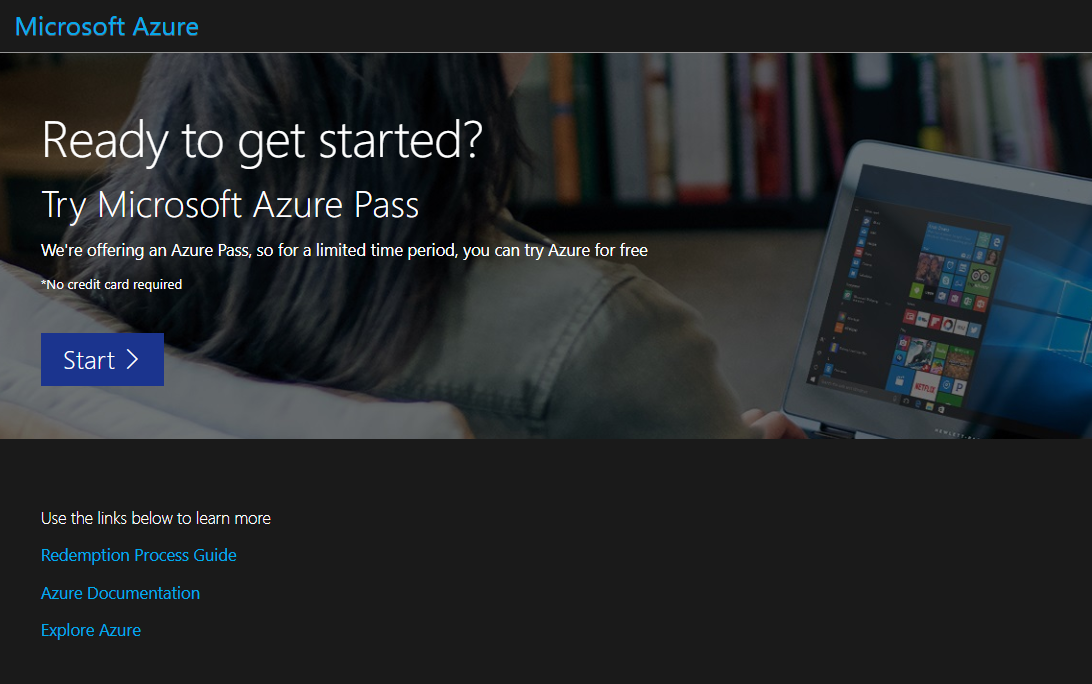 Microsoft Azure
Ready to get started?
Try Microsoft Azure Pass
We're offering an Azure Pass, so for a limited time period, you can try Azure for free
*No credit card required
Start
NETFLIX
Use the links below to learn more
Redemption Process Guide
Azure Documentation
Explore Azure